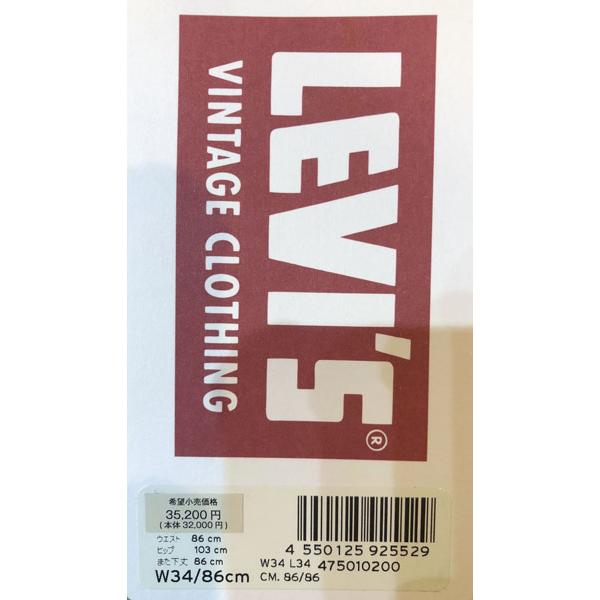 LEVI'S®
VINTAGE CLOTHING
希望小売価格
35,200円
(本体 32,000円)
ウエスト 86 cm
ヒップ 103 cm
また下丈 86 cm
W34/86cm
4 550125 925529
W34 L34 475010200
CM. 86/86